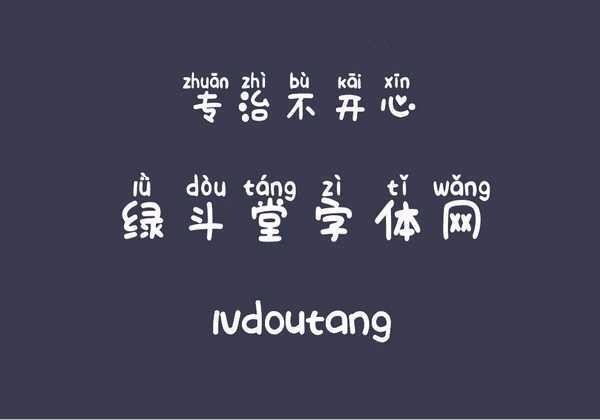 zhuān zhì bù kāi xīn
专治不开心
lǜ dòu táng zì tǐ wǎng
绿斗堂字体网
lvdoutang